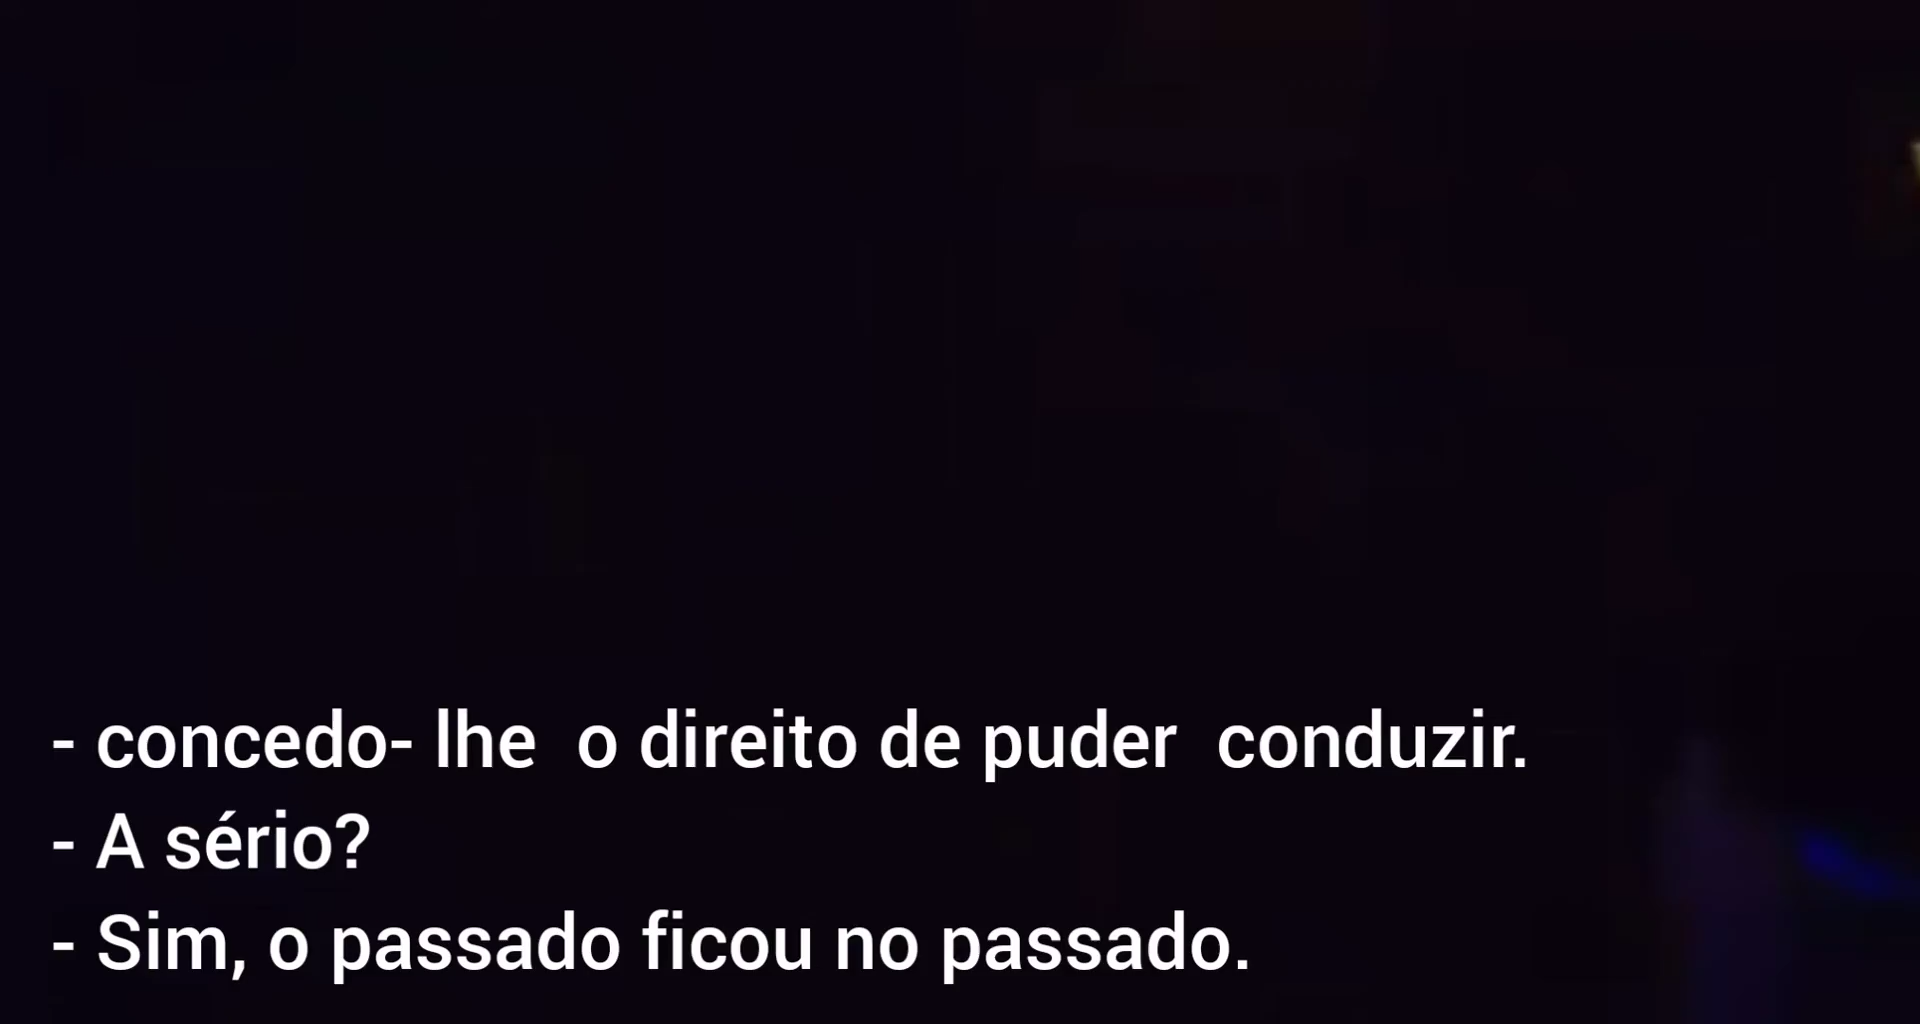 - concedo- lhe  o direito de puder  conduzir.
- A sério?
- Sim, o passado ficou no passado.